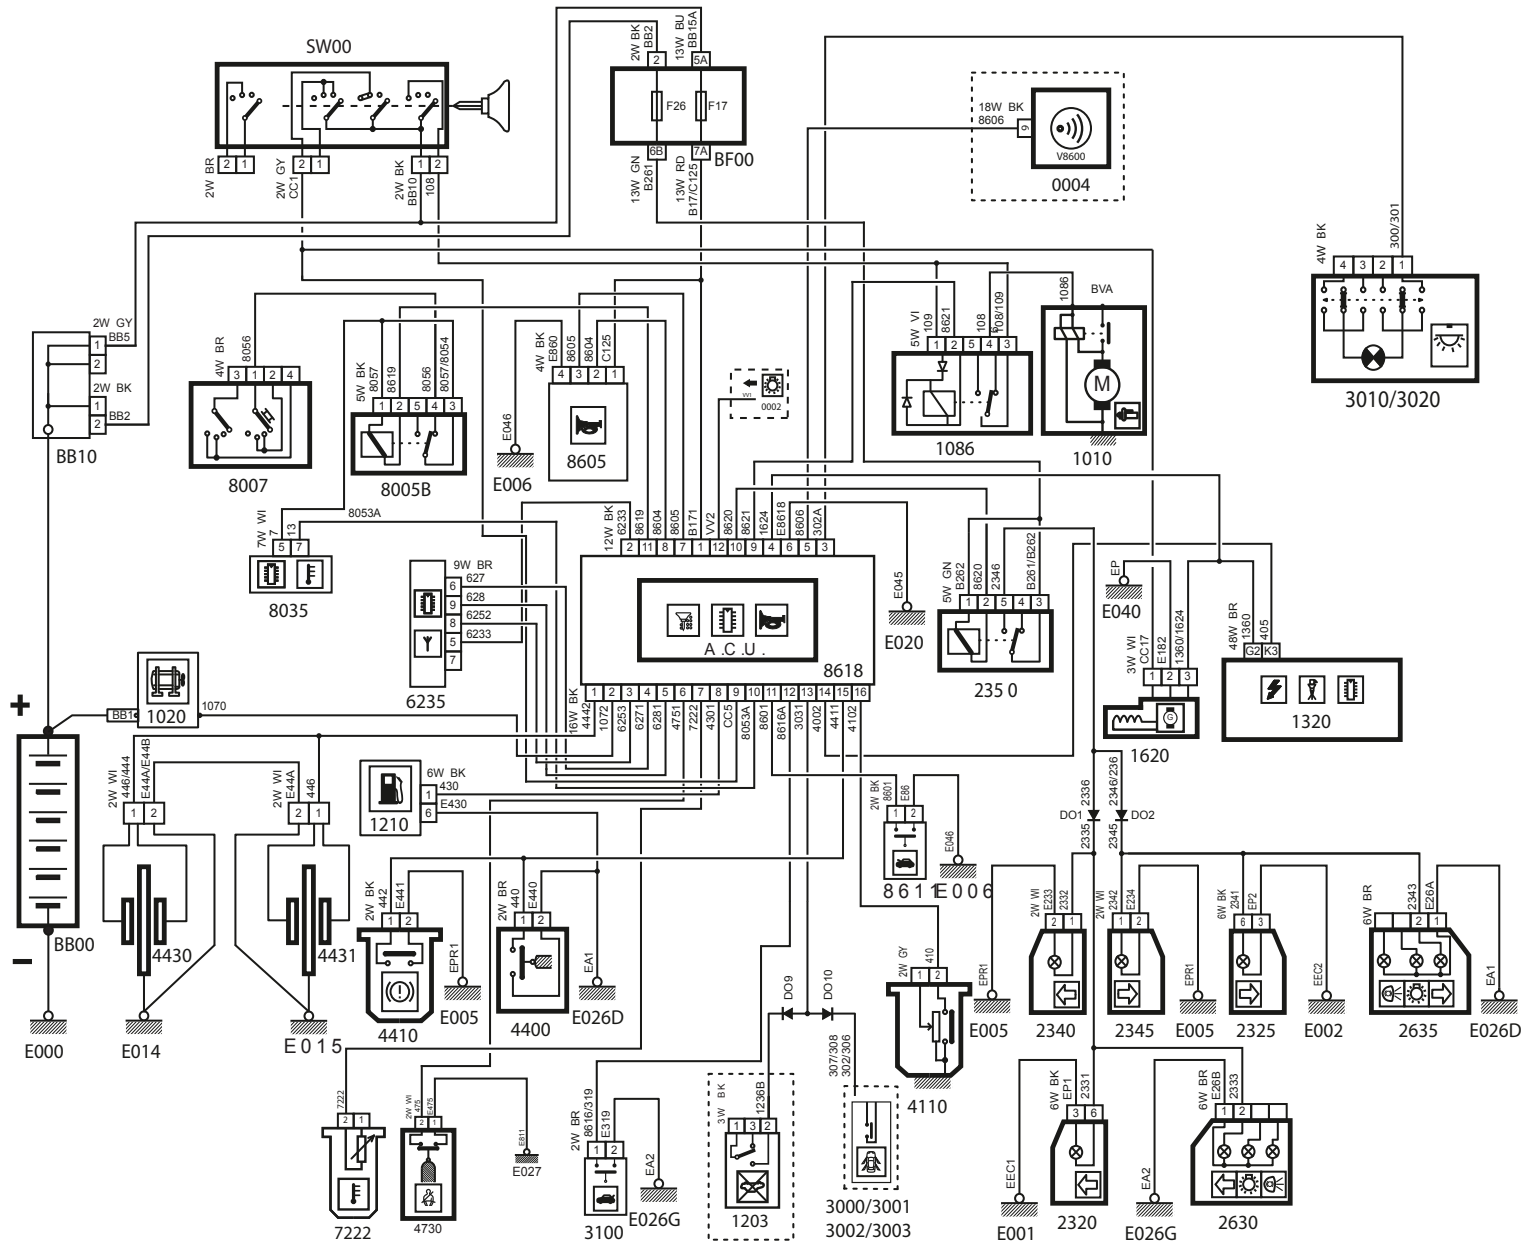 SW00
2W BR
2 1
2W GY
CC1
2 1
2W BK
BB10
108
1 2
2W BK
BB2
13W BU
BB15A
2 5A
F26 F17
6B 7A
BF00
13W GN
B261
13W RD
B17/C125
18W BK
8606
9
V8600
0004
4W BK
300/301
4 3 2 1
3010/3020
2W GY
BB5
1
2
2W BK
1
2
BB2
BB10
4W BR
8056
3 1 2 4
8007
5W BK
8057
8619
8056
8057/8054
1 2 5 4 3
8005B
E046
E006
4W BK
E860
8605
8604
C125
4 3 2 1
8605
VV1
0002
5W VI
109
8621
108
108/109
1 2 5 4 3
1086
1086
BVA
M
1010
7W WI
7
13
8053A
5 7
8035
9W BR
6 627
9 628
8 6252
5 6233
7
6235
12W BK
6233
8619
8604
8605
B171
VV2
8620
8621
1624
E8618
8606
302A
2 11 8 7 1 12 10 9 4 6 5 3
A.C.U.
8618
1 2 3 4 5 6 7 8 9 10 11 12 13 14 15 16
16W BK
4442
1072
6253
6271
6281
4751
7222
4301
CC5
8053A
8601
8616A
3031
4002
4411
4102
E045
E020
5W GN
B262
8620
2346
B261/B262
1 2 5 4 3
235 0
EP
E040
3W WI
CC17
E182
1360/1624
1 2 3
G
1620
48W BR
1360
405
G2 K3
1320
+
BB1
1020
1070
BB00
−
E000
2W WI
446/444
E44A/E44B
1 2
4430
E014
2W WI
E44A
446
2 1
4431
E015
6W BK
430
1
E430
6
1210
2W BK
442
E441
1 2
4410
EPR1
E005
2W BR
440
E440
1 2
4400
EA1
E026D
2W BK
8601
E86
1 2
8611
E046
E006
2W GY
410
1 2
4110
2336
2346/236
DO1 DO2
2335
2345
EPR1
E005
2W WI
E233
2332
2 1
2340
2W WI
2342
E234
1 2
2345
EPR1
E005
6W BK
2341
EP2
6 3
2325
EEC2
E002
6W BR
2343
E26A
2 1
2635
EA1
E026D
7222
2 1
7222
2W WI
475
E475
2 1
4730
E811
E027
2W BR
8616/319
E319
1 2
3100
EA2
E026G
DO9
DO10
3W BK
1236B
1 3 2
1203
307/308
302/306
3000/3001
3002/3003
EEC1
E001
6W BK
EP1
2331
3 6
2320
EA2
E026G
6W BR
E26B
2333
1 2
2630